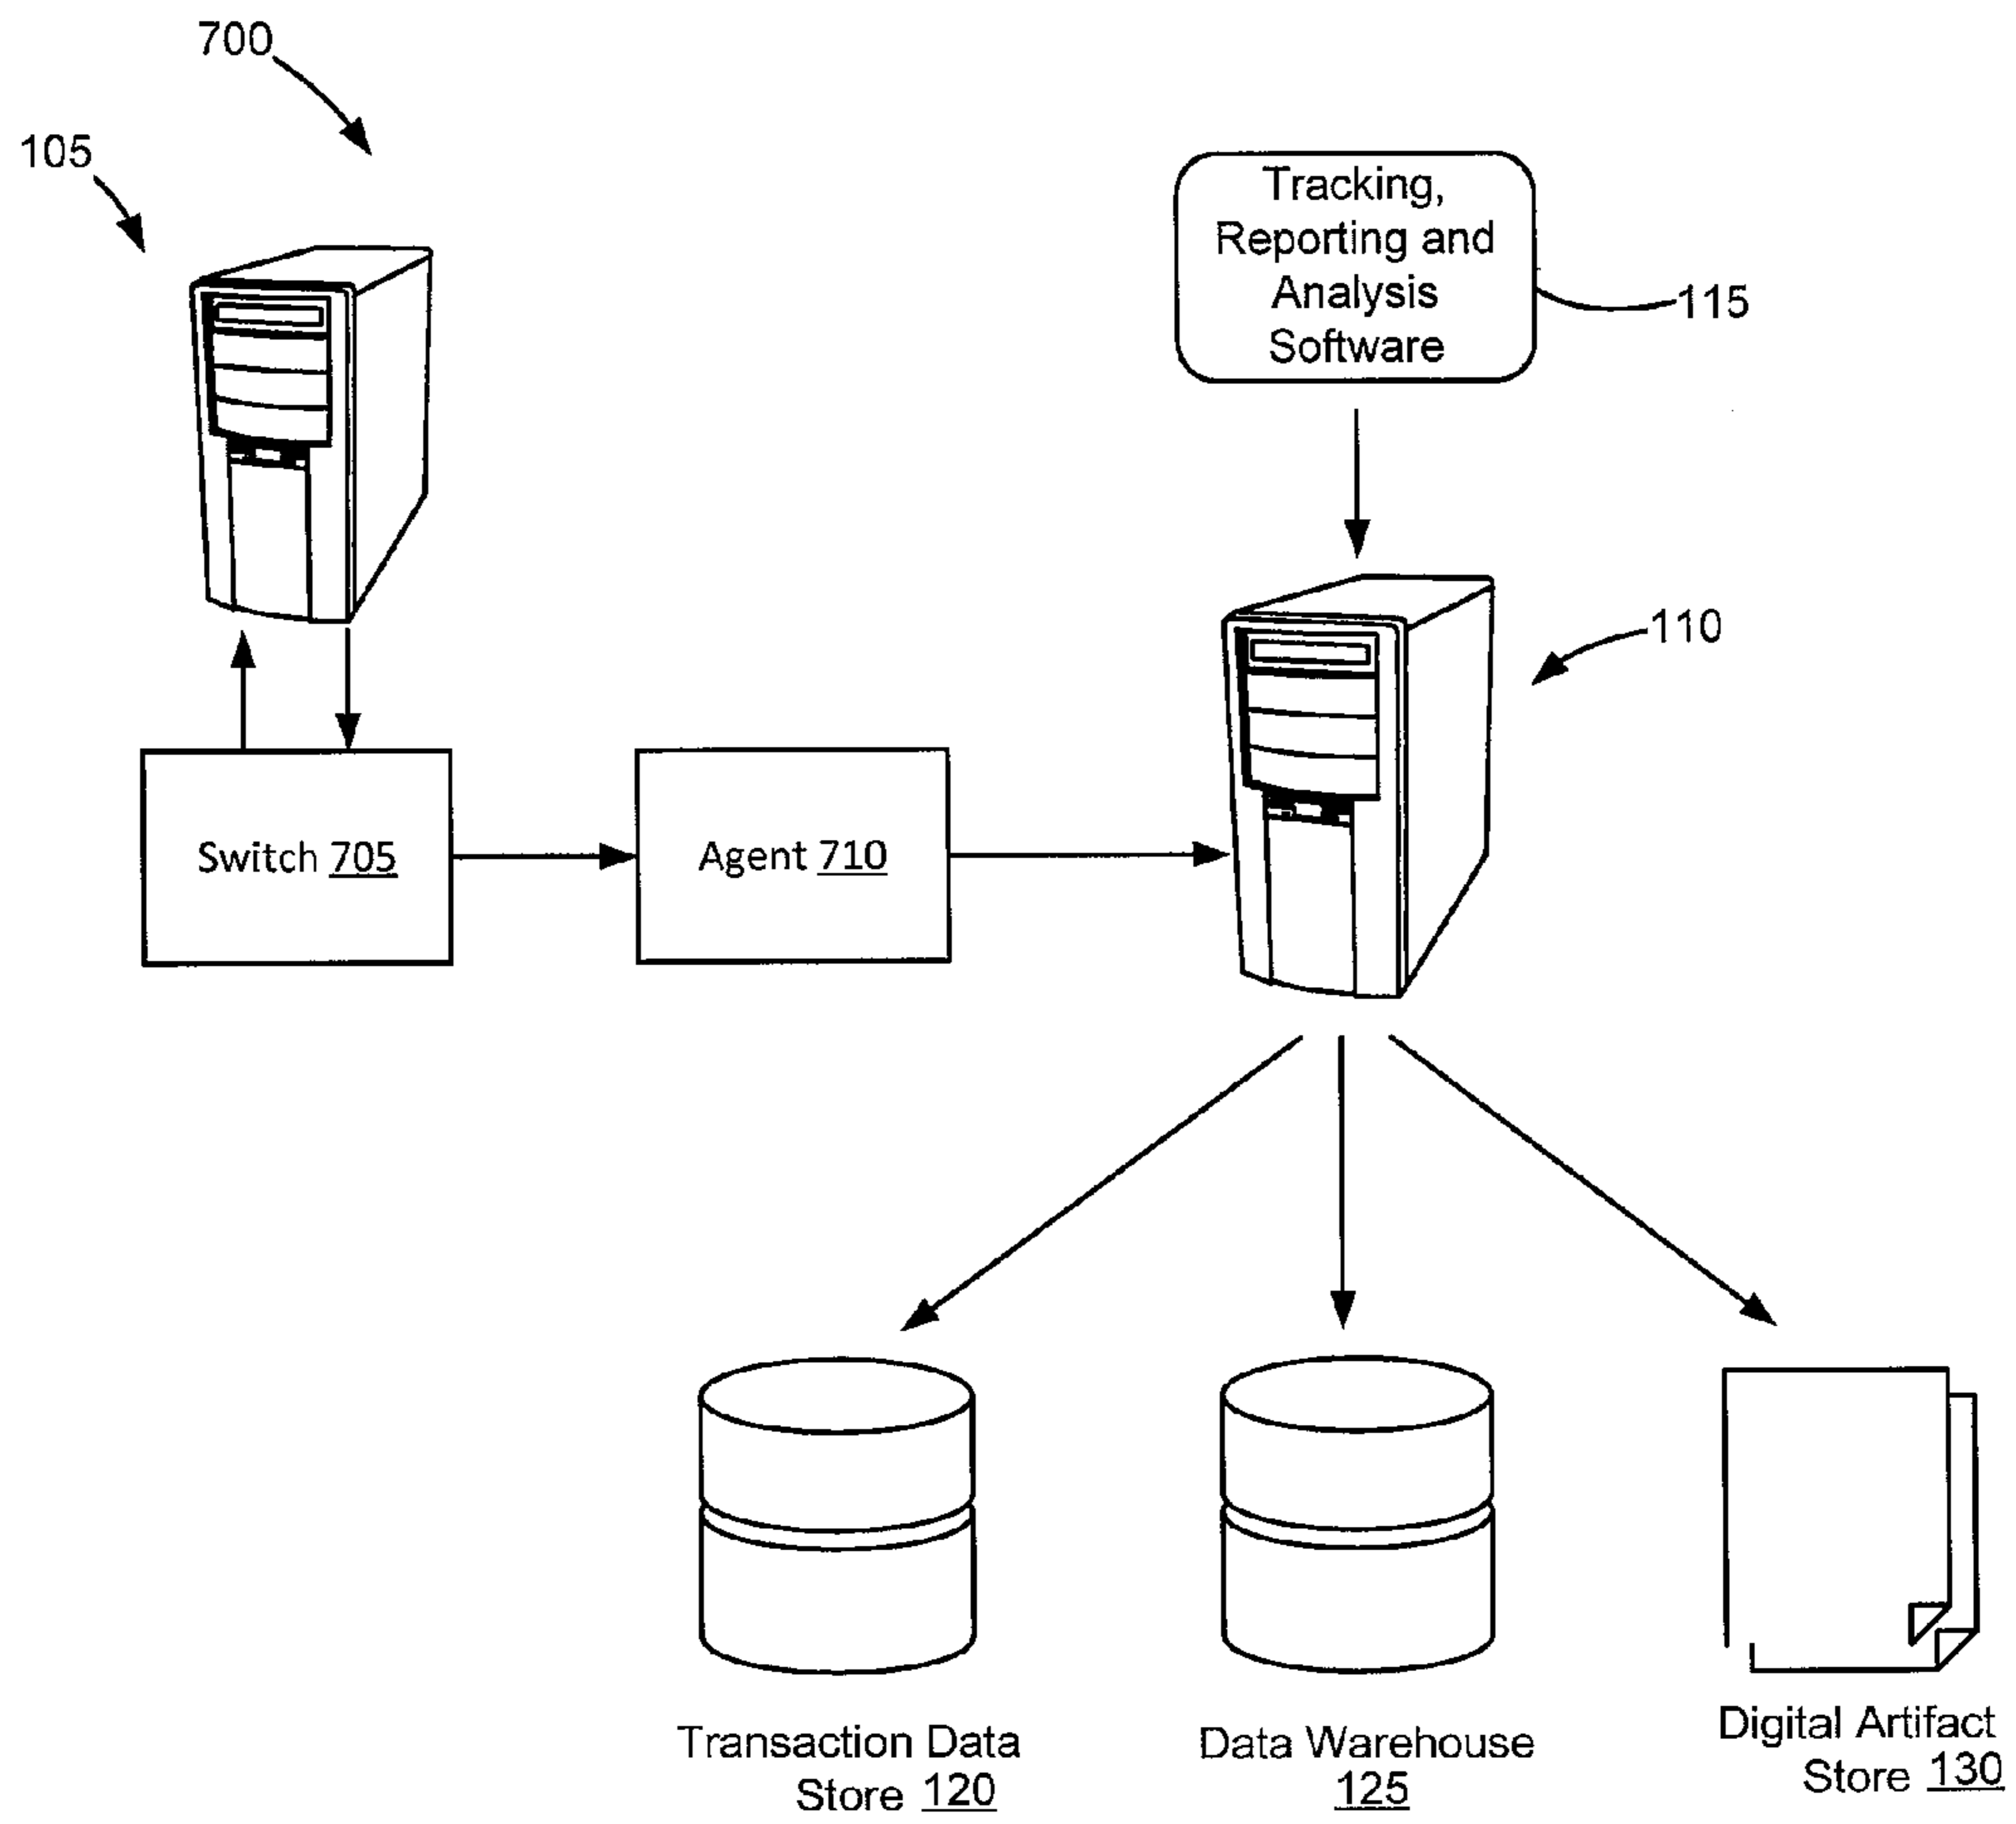 700
105
Tracking,
Reporting and
Analysis
Software
115
110
Switch 705
Agent 710
Transaction Data
Store 120
Data Warehouse
125
Digital Artifact
Store 130